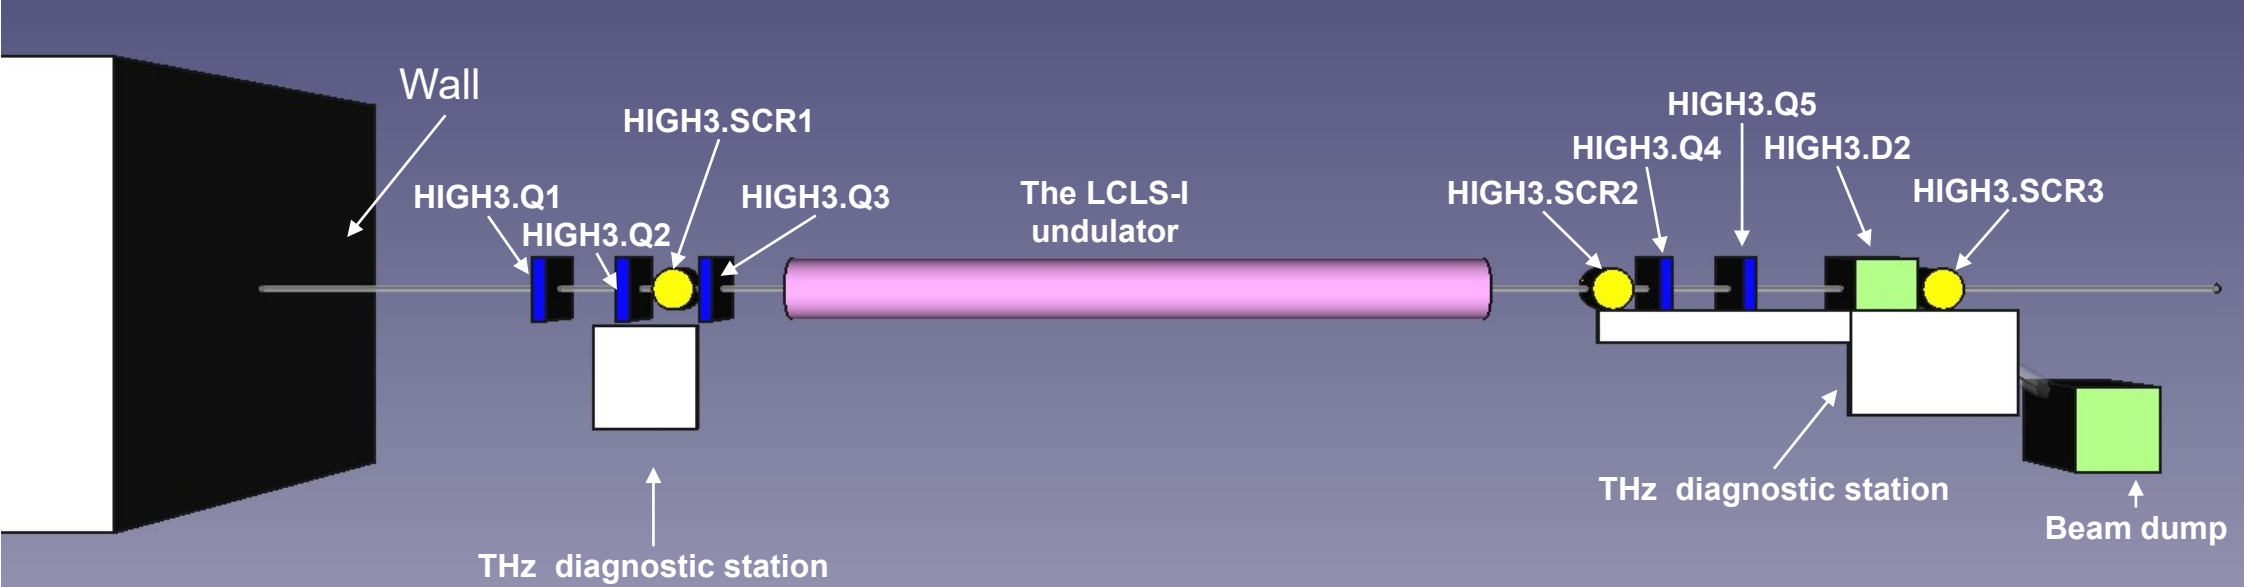 Wall
HIGH3.SCR1
HIGH3.Q1
HIGH3.Q2
HIGH3.Q3
The LCLS-I
undulator
HIGH3.Q5
HIGH3.Q4
HIGH3.D2
HIGH3.SCR2
HIGH3.SCR3
THz diagnostic station
THz diagnostic station
Beam dump